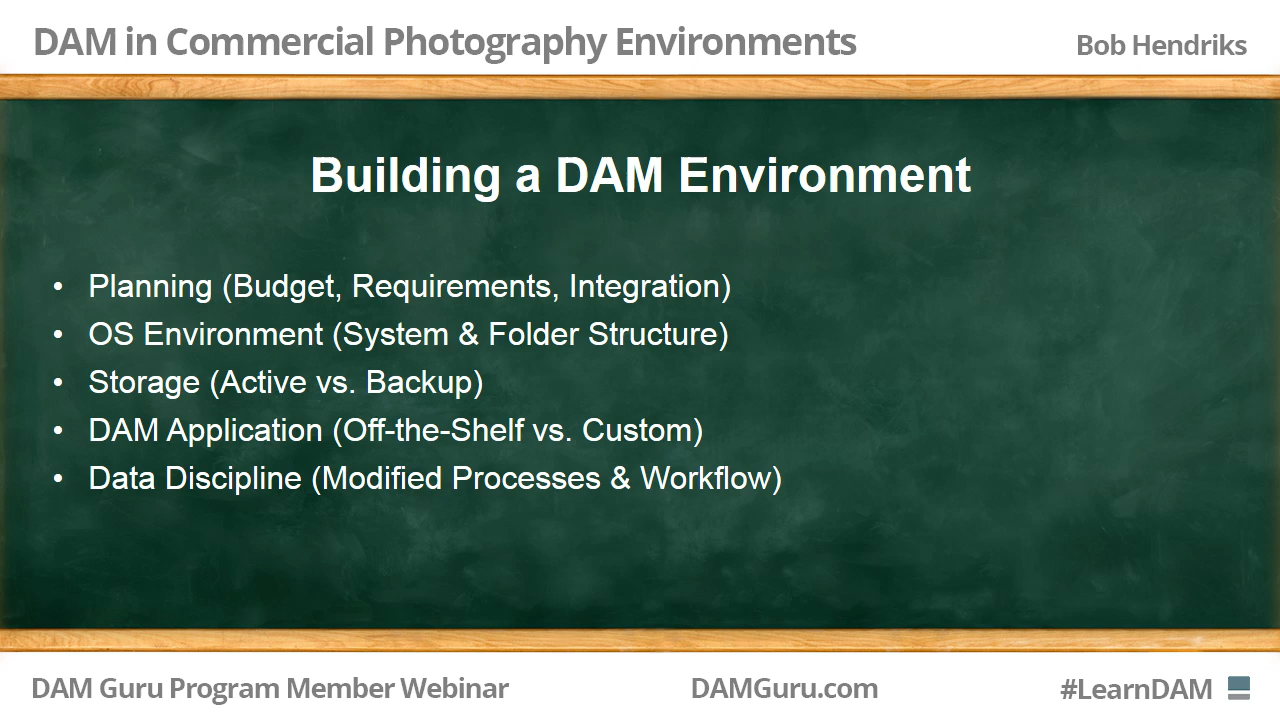 DAM in Commercial Photography Environments
Bob Hendriks
Building a DAM Environment
• Planning (Budget, Requirements, Integration)
• OS Environment (System & Folder Structure)
• Storage (Active vs. Backup)
• DAM Application (Off-the-Shelf vs. Custom)
• Data Discipline (Modified Processes & Workflow)
DAM Guru Program Member Webinar
DAMGuru.com
#LearnDAM